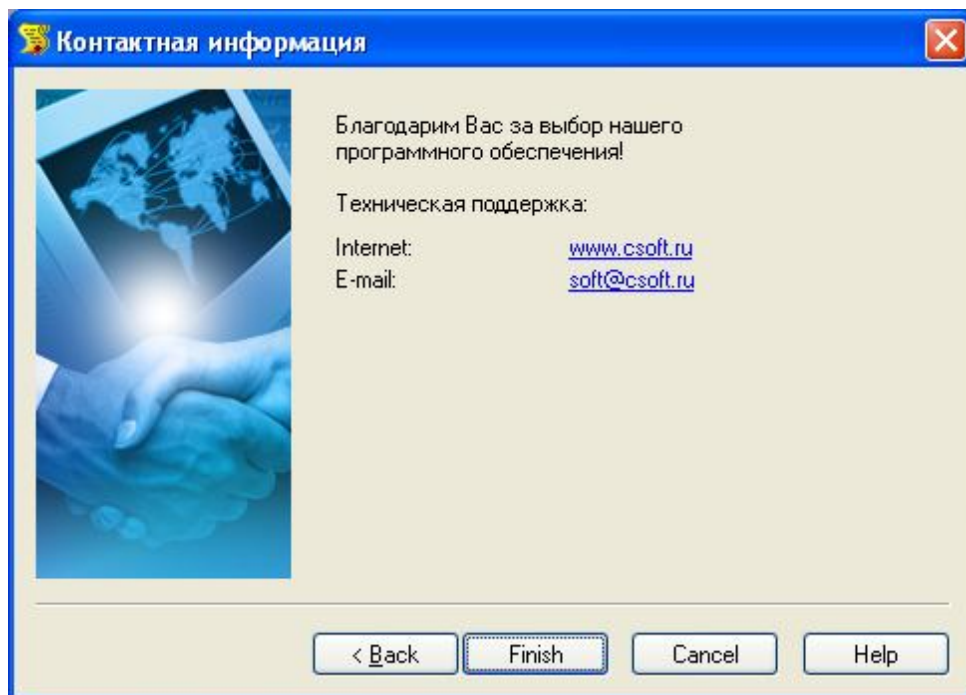 Контактная информация
Благодарим Вас за выбор нашего
программного обеспечения!
Техническая поддержка:
Internet: www.csoft.ru
E-mail: soft@csoft.ru
< Back Finish Cancel Help